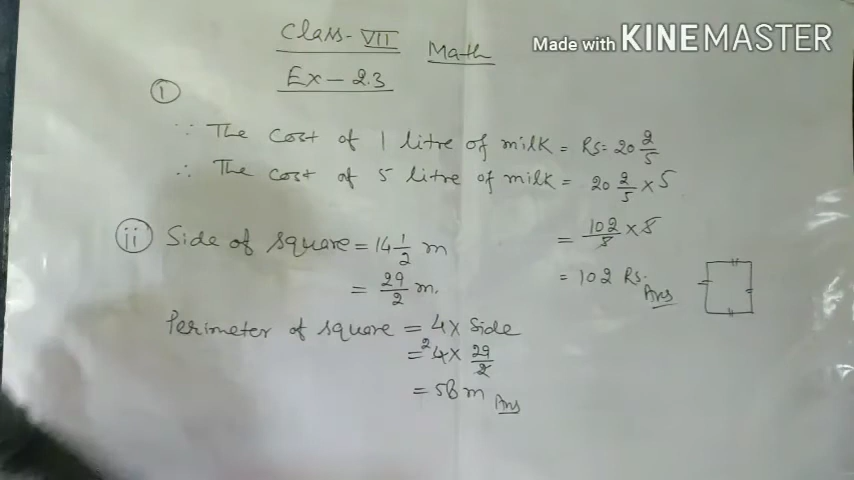 Class-VII Math
Made with KINEMASTER
Ex-2.3
i
∵ The cost of 1 litre of milk = Rs= 20 2/5
∴ The cost of 5 litre of milk = 20 2/5 × 5
= 102/5 × 5
= 102 Rs.
Ans
ii Side of square = 14 1/2 m
= 29/2 m.
Perimeter of square = 4 × Side
= ²4 × 29/2
= 58 m Ans